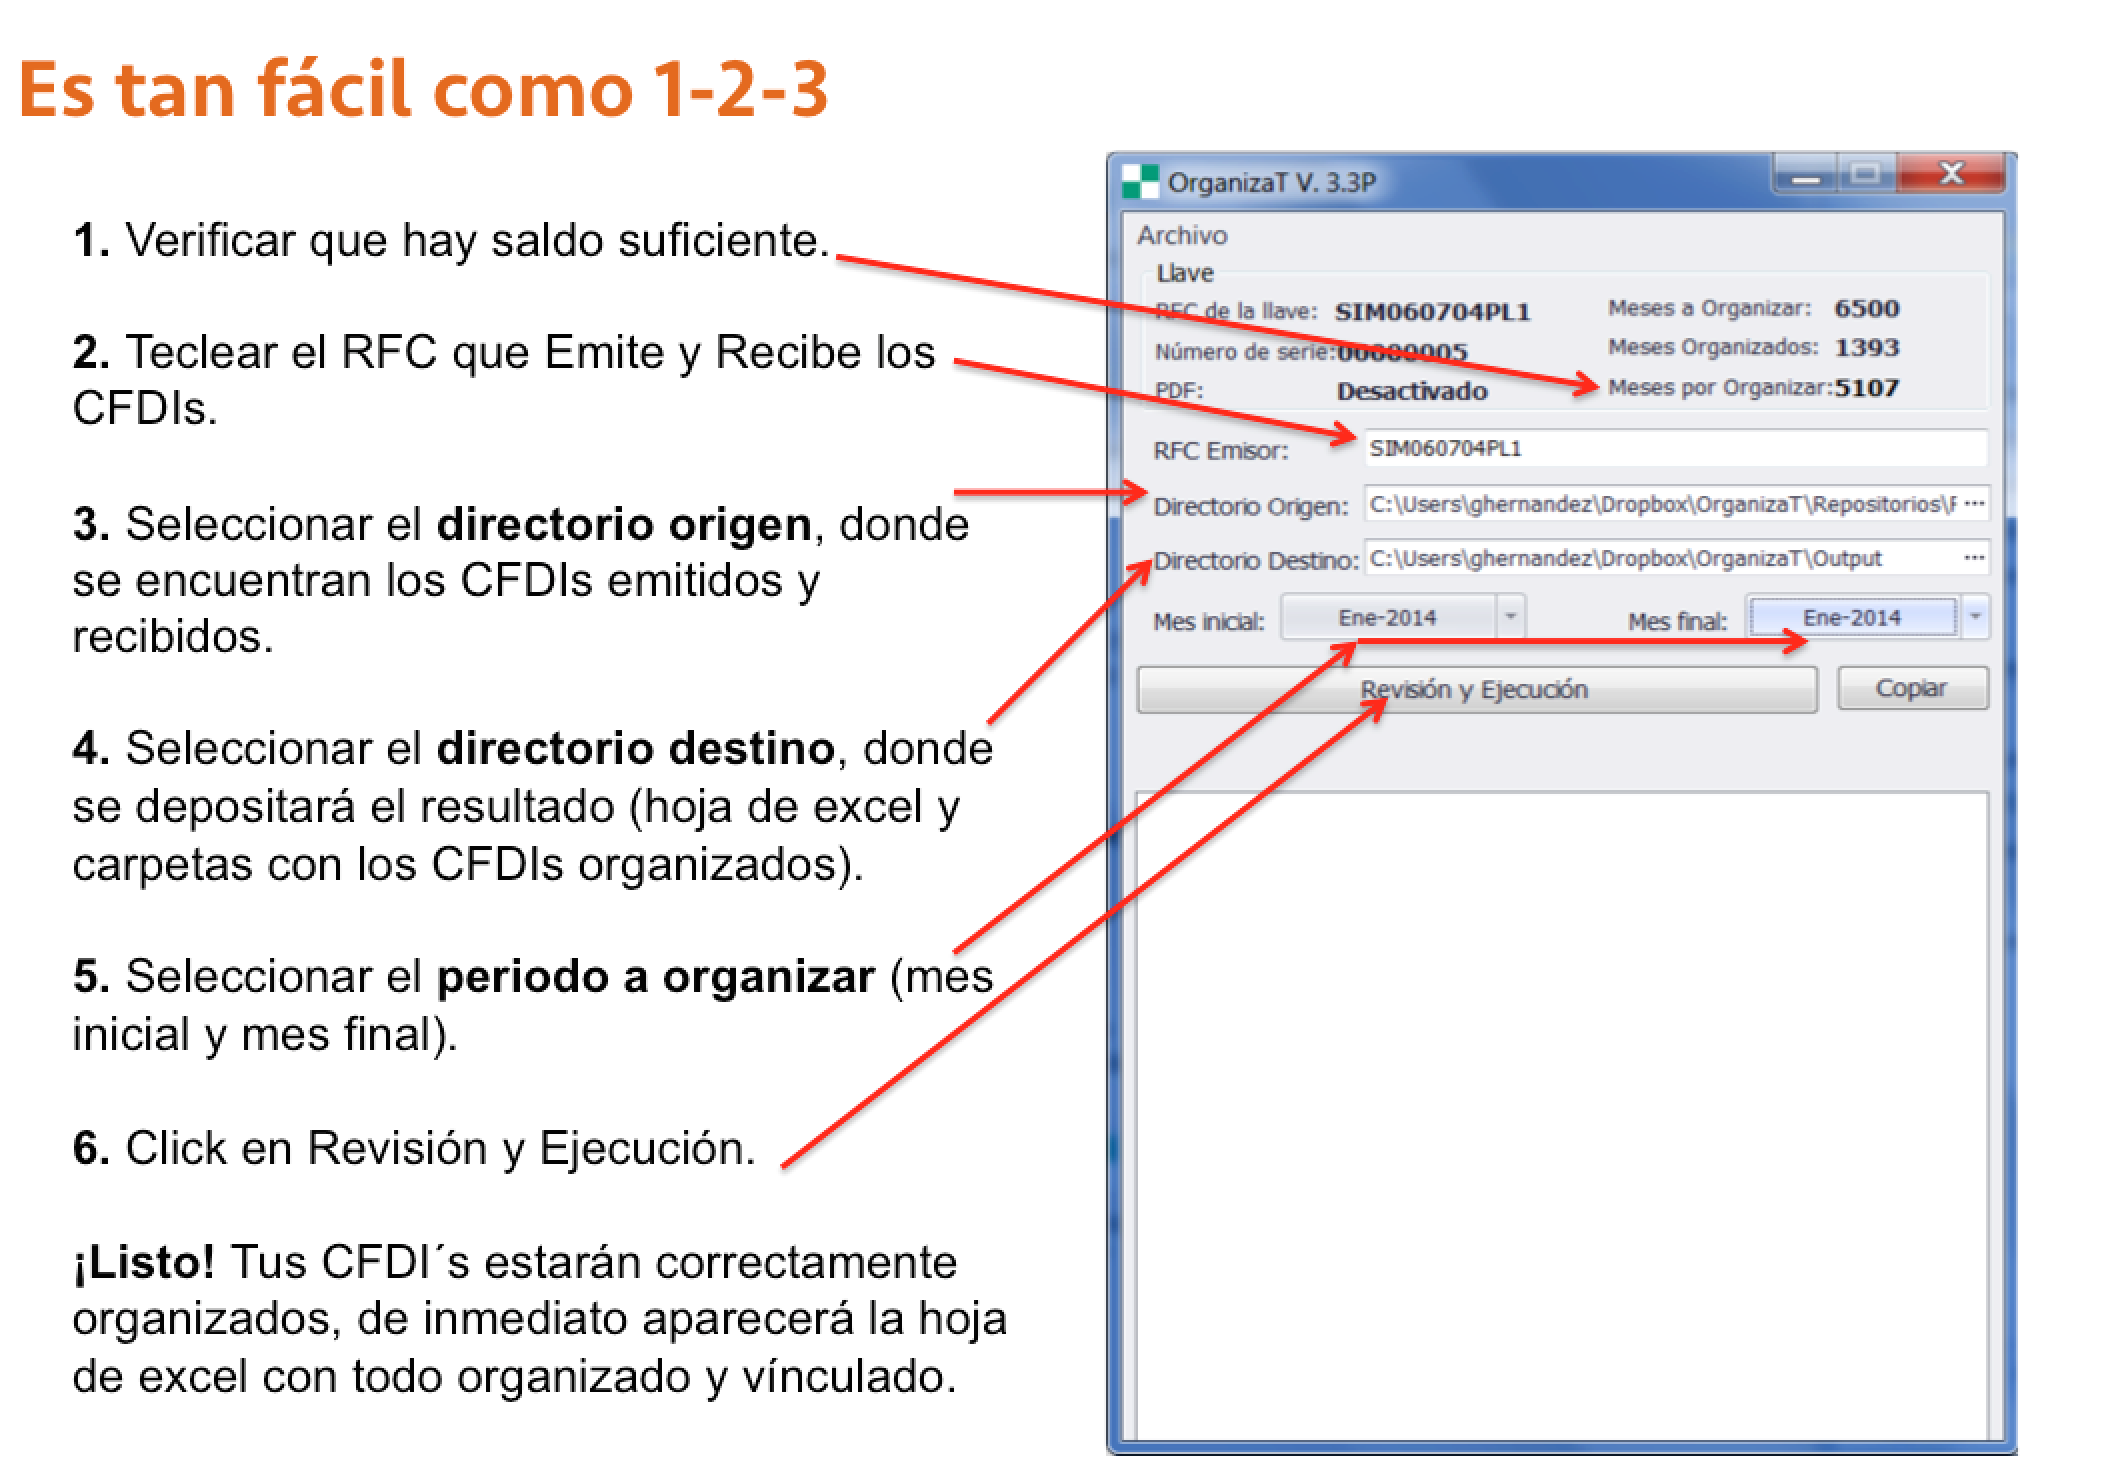 Es tan fácil como 1-2-3
1. Verificar que hay saldo suficiente.
2. Teclear el RFC que Emite y Recibe los
CFDIs.
3. Seleccionar el directorio origen, donde
se encuentran los CFDIs emitidos y
recibidos.
4. Seleccionar el directorio destino, donde
se depositará el resultado (hoja de excel y
carpetas con los CFDIs organizados).
5. Seleccionar el periodo a organizar (mes
inicial y mes final).
6. Click en Revisión y Ejecución.
¡Listo! Tus CFDI´s estarán correctamente
organizados, de inmediato aparecerá la hoja
de excel con todo organizado y vínculado.
OrganizaT V. 3.3P
Archivo
Llave
RFC de la llave: SIM060704PL1 Meses a Organizar: 6500
Número de serie:00000005 Meses Organizados: 1393
PDF: Desactivado Meses por Organizar:5107
RFC Emisor: SIM060704PL1
Directorio Origen: C:\Users\ghernandez\Dropbox\OrganizaT\Repositorios\F ...
Directorio Destino: C:\Users\ghernandez\Dropbox\OrganizaT\Output ...
Mes inicial: Ene-2014 Mes final: Ene-2014
Revisión y Ejecución Copiar